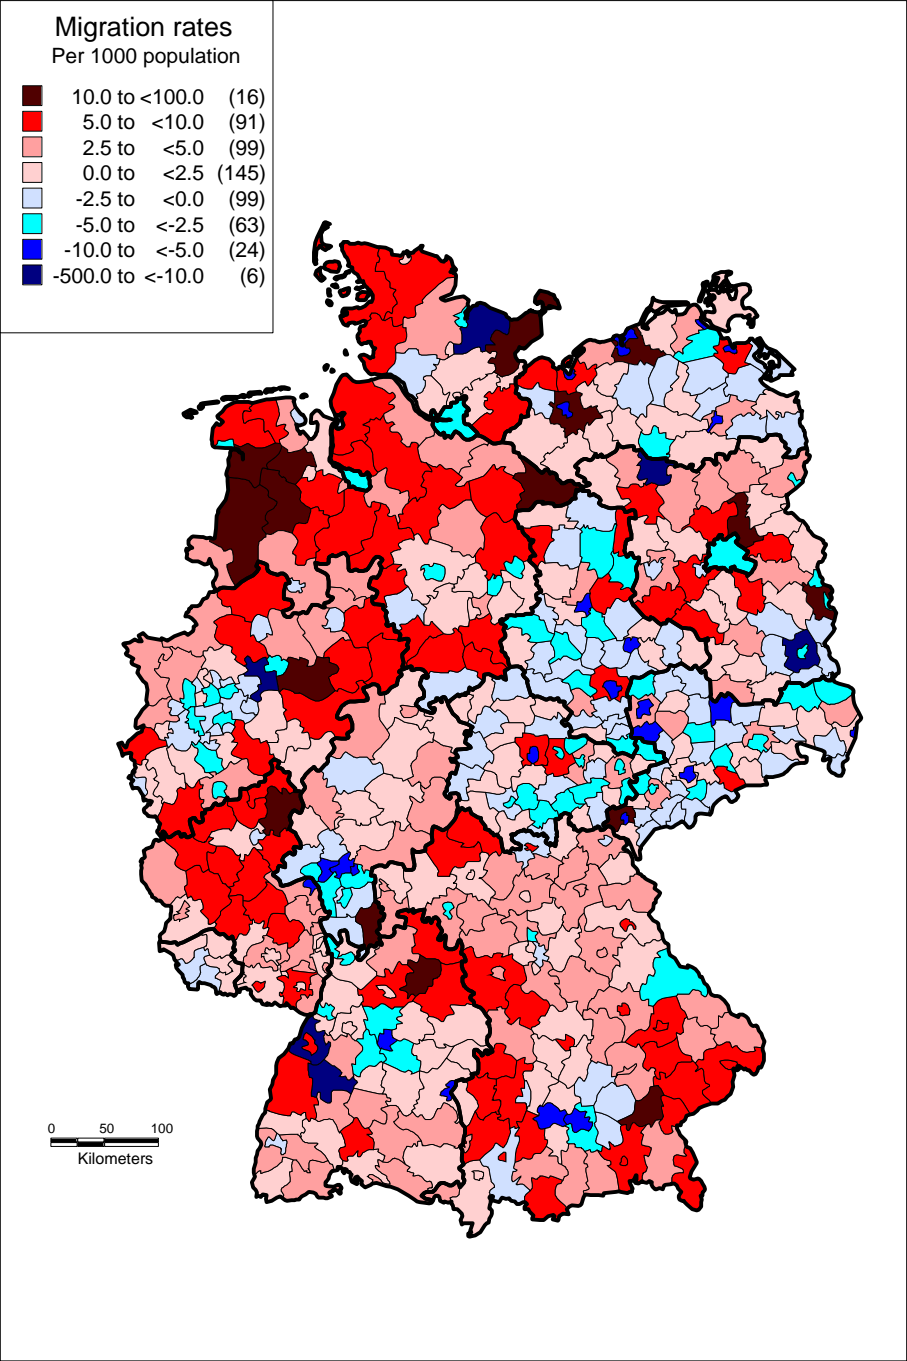 Migration rates
Per 1000 population
10.0 to <100.0 (16)
5.0 to <10.0 (91)
2.5 to <5.0 (99)
0.0 to <2.5 (145)
-2.5 to <0.0 (99)
-5.0 to <-2.5 (63)
-10.0 to <-5.0 (24)
-500.0 to <-10.0 (6)
0 50 100
Kilometers